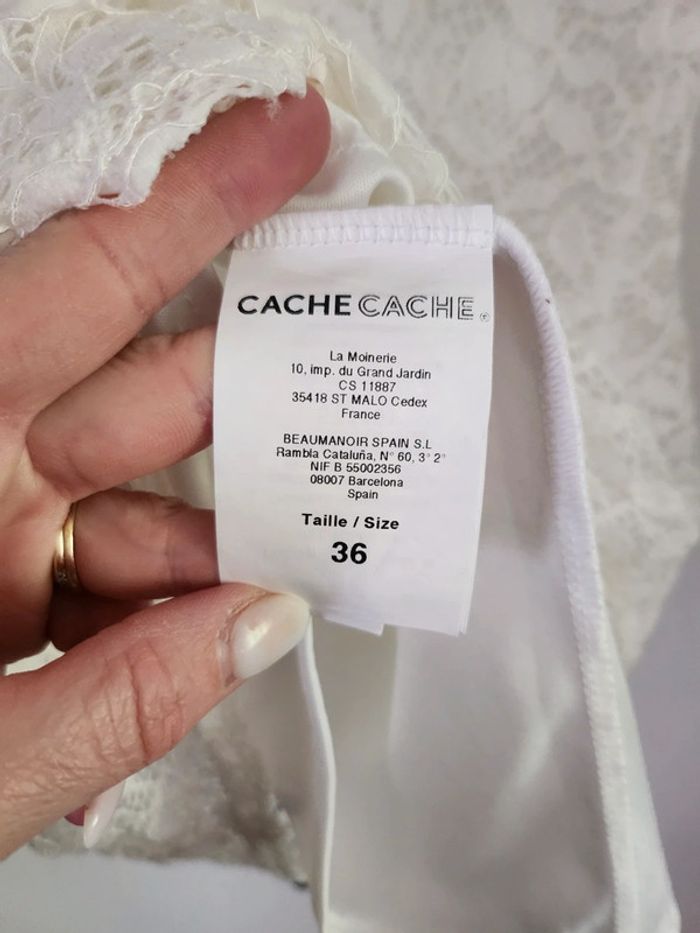 CACHE CACHE®
La Moinerie
10, imp. du Grand Jardin
CS 11887
35418 ST MALO Cedex
France
BEAUMANOIR SPAIN S.L
Rambla Cataluña, N° 60, 3° 2°
NIF B 55002356
08007 Barcelona
Spain
Taille / Size
36